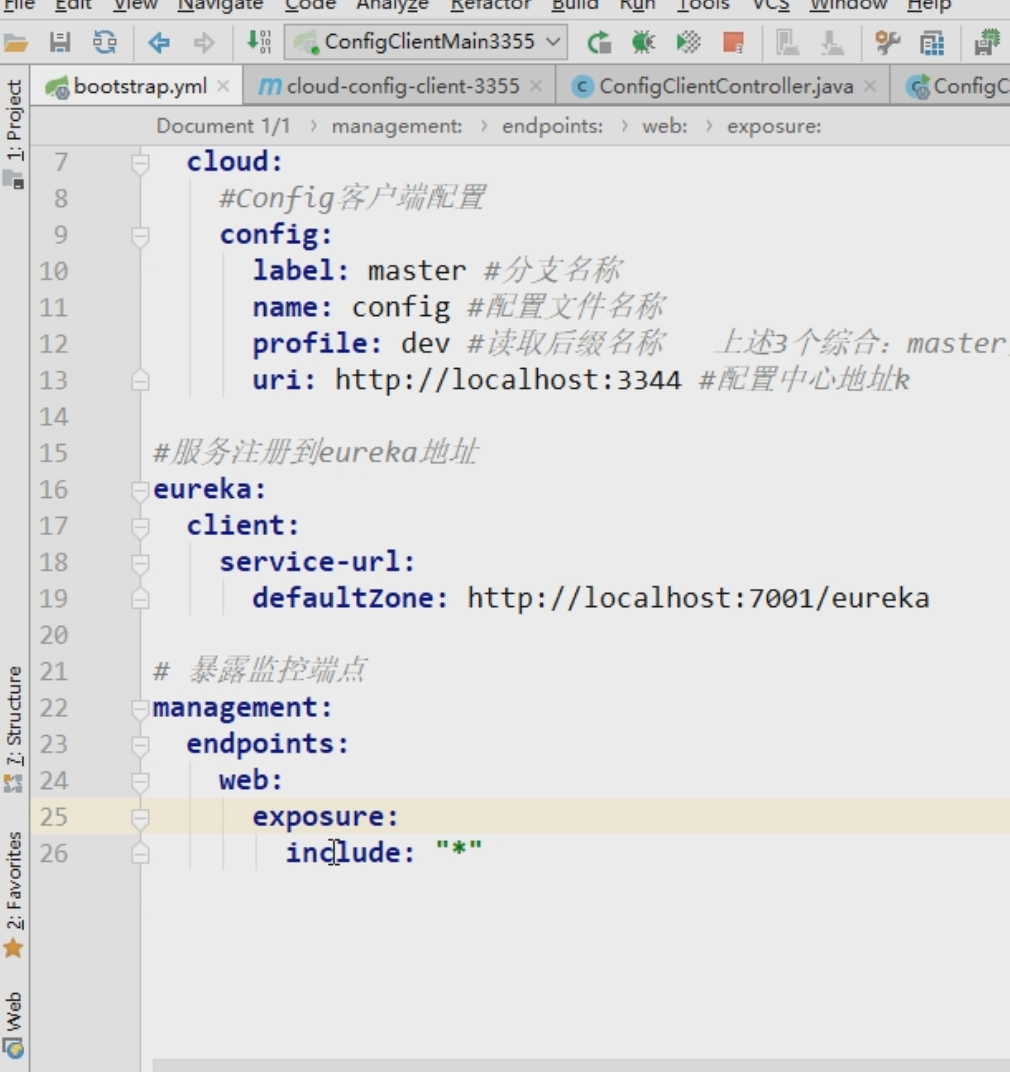 File Edit View Navigate Code Analyze Refactor Build Run Tools VCS Window Help
ConfigClientMain3355
bootstrap.yml cloud-config-client-3355 ConfigClientController.java ConfigC
Document 1/1 › management: › endpoints: › web: › exposure:
1: Project
7: Structure
2: Favorites
Web
7 cloud:
8 #Config客户端配置
9 config:
10 label: master #分支名称
11 name: config #配置文件名称
12 profile: dev #读取后缀名称 上述3个综合：master
13 uri: http://localhost:3344 #配置中心地址k
14
15 #服务注册到eureka地址
16 eureka:
17 client:
18 service-url:
19 defaultZone: http://localhost:7001/eureka
20
21 # 暴露监控端点
22 management:
23 endpoints:
24 web:
25 exposure:
26 include: "*"